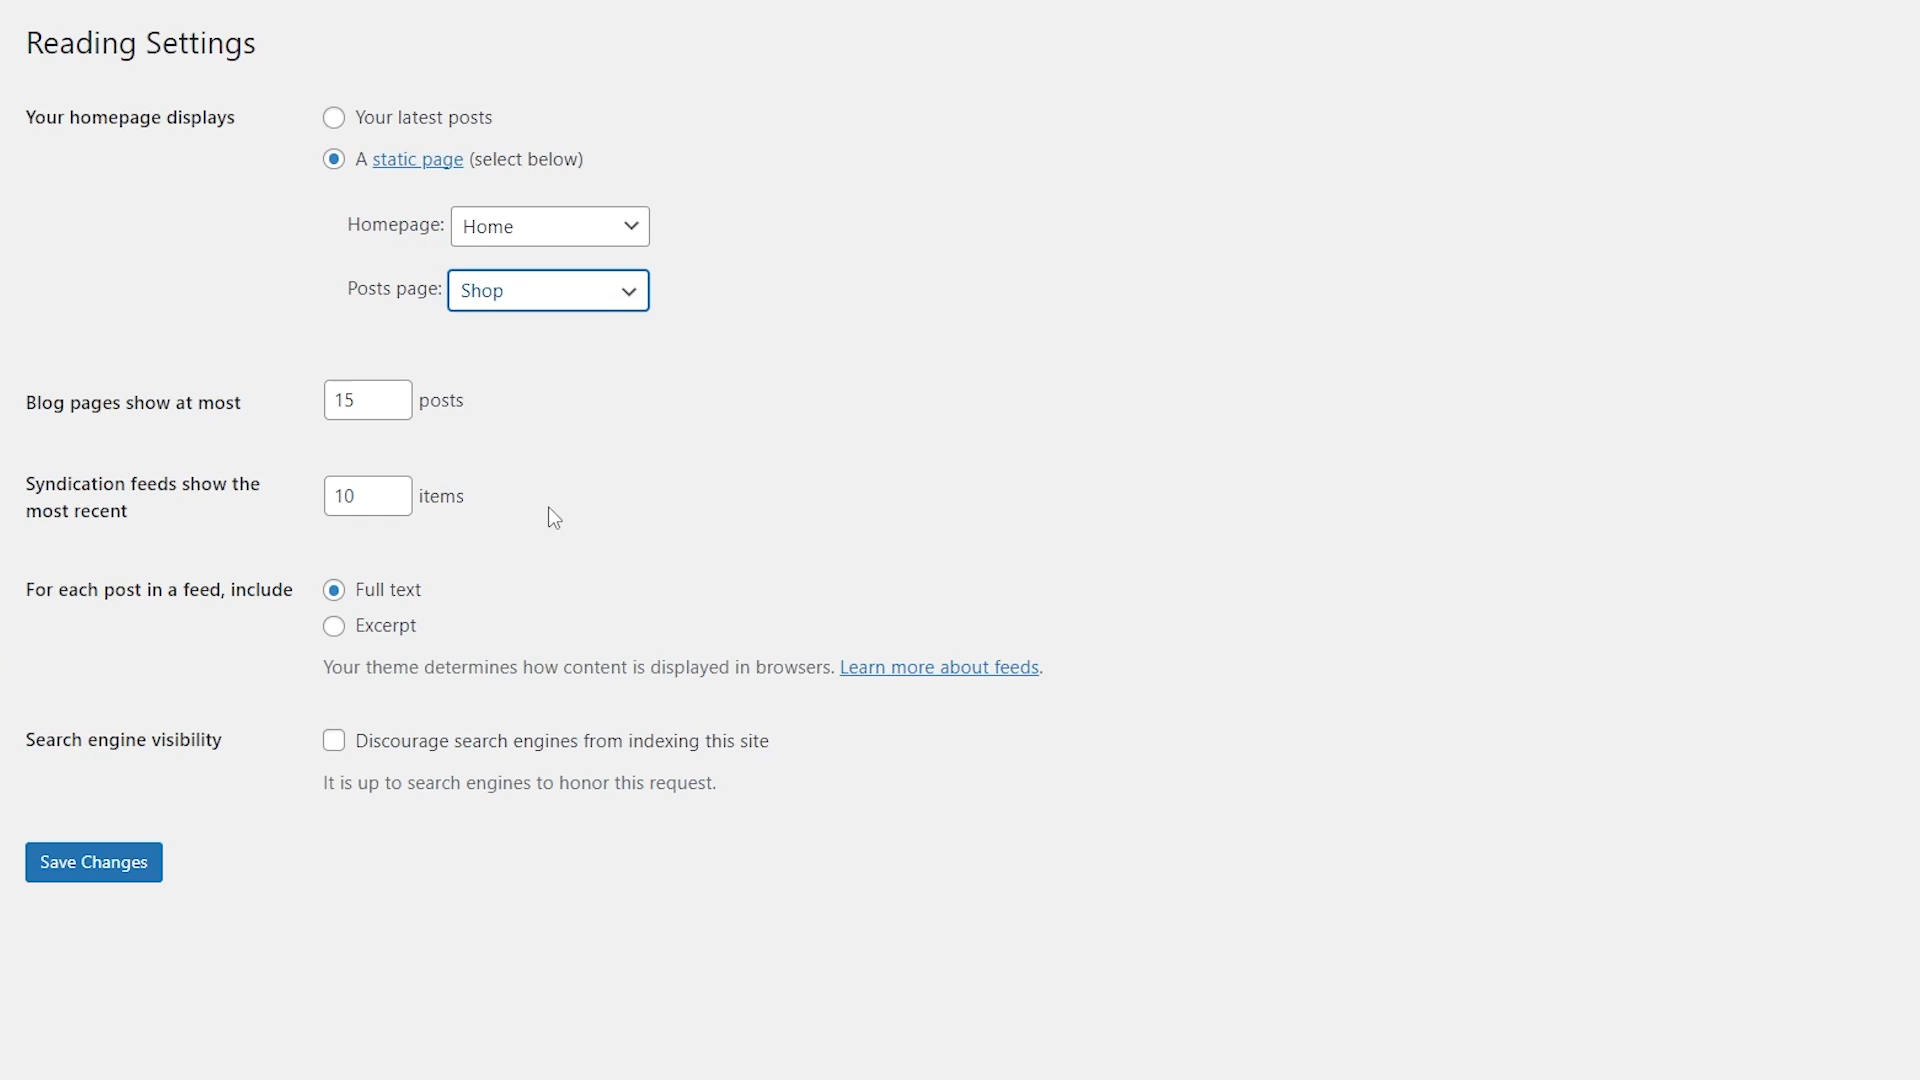 Reading Settings
Your homepage displays
Your latest posts
A static page (select below)
Homepage: Home
Posts page: Shop
Blog pages show at most
15 posts
Syndication feeds show the
most recent
10 items
For each post in a feed, include
Full text
Excerpt
Your theme determines how content is displayed in browsers. Learn more about feeds.
Search engine visibility
Discourage search engines from indexing this site
It is up to search engines to honor this request.
Save Changes